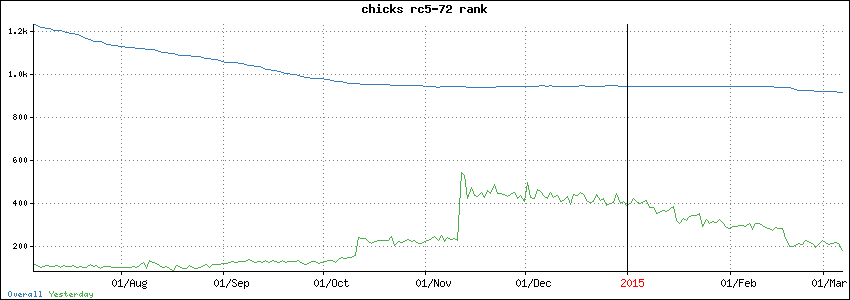 chicks rc5-72 rank
1.2k
1.0k
800
600
400
200
01/Aug 01/Sep 01/Oct 01/Nov 01/Dec 2015 01/Feb 01/Mar
Overall Yesterday